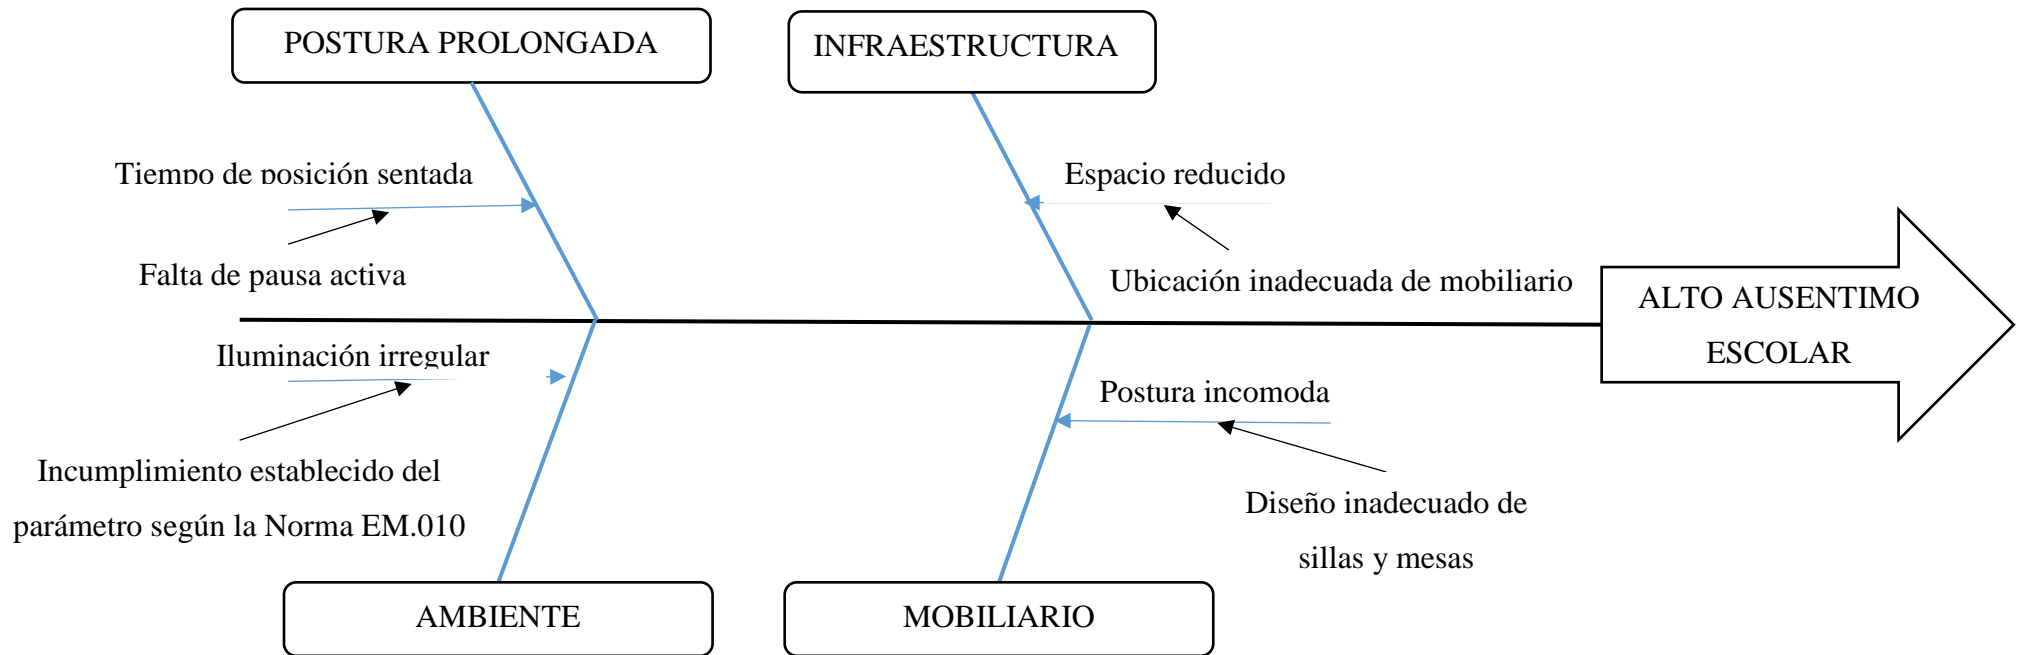 POSTURA PROLONGADA
INFRAESTRUCTURA
Tiempo de posición sentada
Espacio reducido
Falta de pausa activa
Ubicación inadecuada de mobiliario
ALTO AUSENTIMO
ESCOLAR
Iluminación irregular
Postura incomoda
Incumplimiento establecido del
parámetro según la Norma EM.010
Diseño inadecuado de
sillas y mesas
AMBIENTE
MOBILIARIO